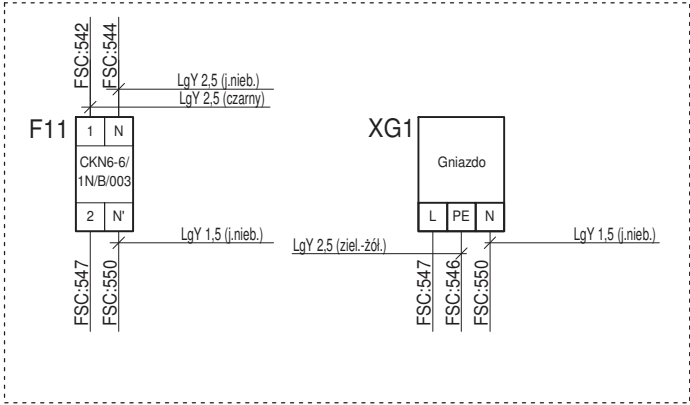 FSC:542
FSC:544
LgY 2,5 (j.nieb.)
LgY 2,5 (czarny)
F11
1 N
CKN6-6/
1N/B/003
2 N'
LgY 1,5 (j.nieb.)
FSC:547
FSC:550
XG1
Gniazdo
L PE N
LgY 2,5 (ziel.-żół.)
LgY 1,5 (j.nieb.)
FSC:547
FSC:546
FSC:550